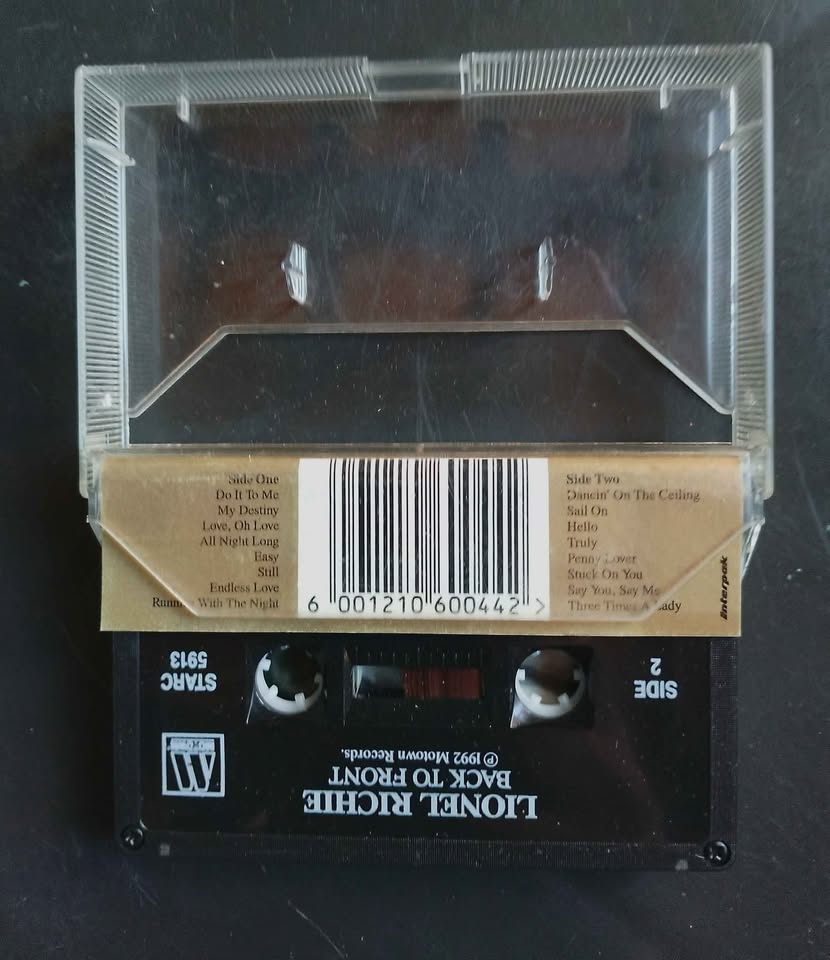 Side One
Do It To Me
My Destiny
Love, Oh Love
All Night Long
Easy
Still
Endless Love
With The Night
Side Two
Dancin' On The Ceiling
Sail On
Hello
Truly
Penny Lover
Stuck On You
Say You, Say Me
Three Times A Lady
Interpak
6 001210 600442 >
SIDE
2
STARC
5913
LIONEL RICHIE
BACK TO FRONT
℗ 1992 Motown Records.
M